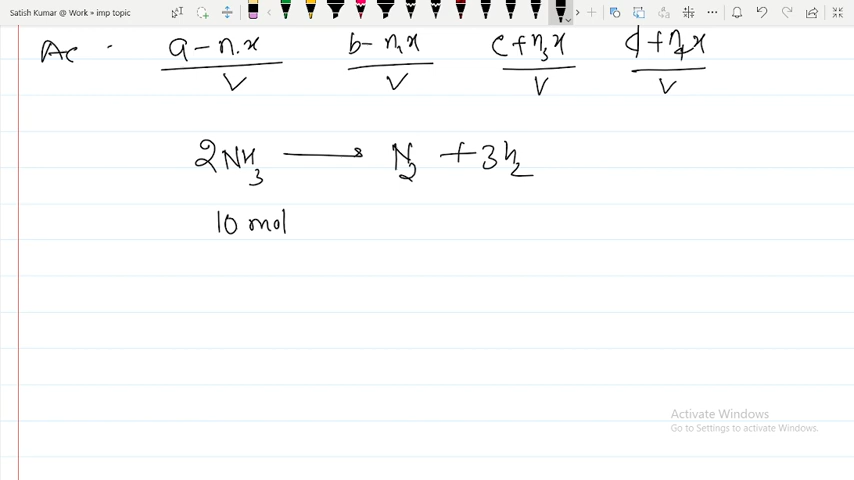 Satish Kumar @ Work » imp topic
AC : a - n₁x / V  b - n₂x / V  c + n₃x / V  d + n₄x / V
2NH₃ ⟶ N₂ + 3H₂
10 mol
Activate Windows
Go to Settings to activate Windows.